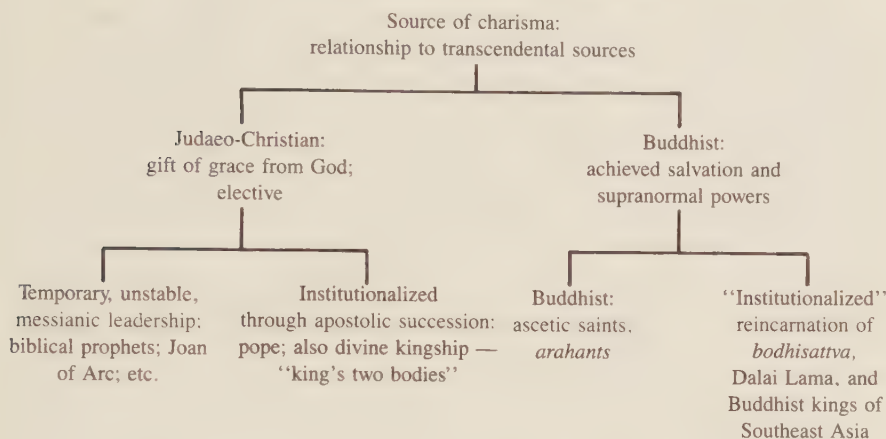 Source of charisma:
relationship to transcendental sources
Judaeo-Christian:
gift of grace from God;
elective
Buddhist:
achieved salvation and
supranormal powers
Temporary, unstable,
messianic leadership:
biblical prophets; Joan
of Arc; etc.
Institutionalized
through apostolic succession:
pope; also divine kingship —
“king’s two bodies”
Buddhist:
ascetic saints,
arahants
“Institutionalized”
reincarnation of
bodhisattva,
Dalai Lama, and
Buddhist kings of
Southeast Asia